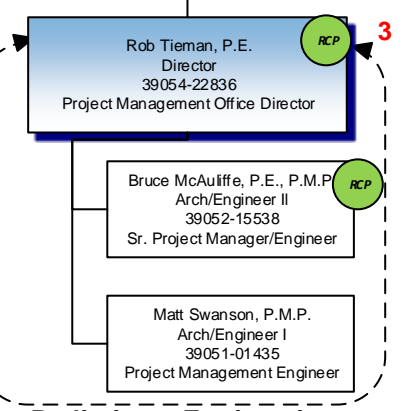 3
RCP
Rob Tieman, P.E.
Director
39054-22836
Project Management Office Director
Bruce McAuliffe, P.E., P.M.P
RCP
Arch/Engineer II
39052-15538
Sr. Project Manager/Engineer
Matt Swanson, P.M.P.
Arch/Engineer I
39051-01435
Project Management Engineer